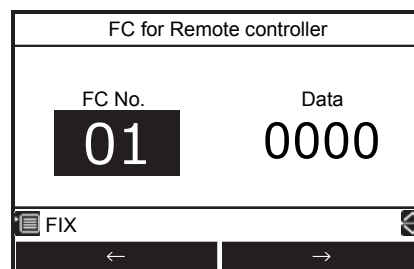 FC for Remote controller
FC No. Data
01 0000
FIX
← →